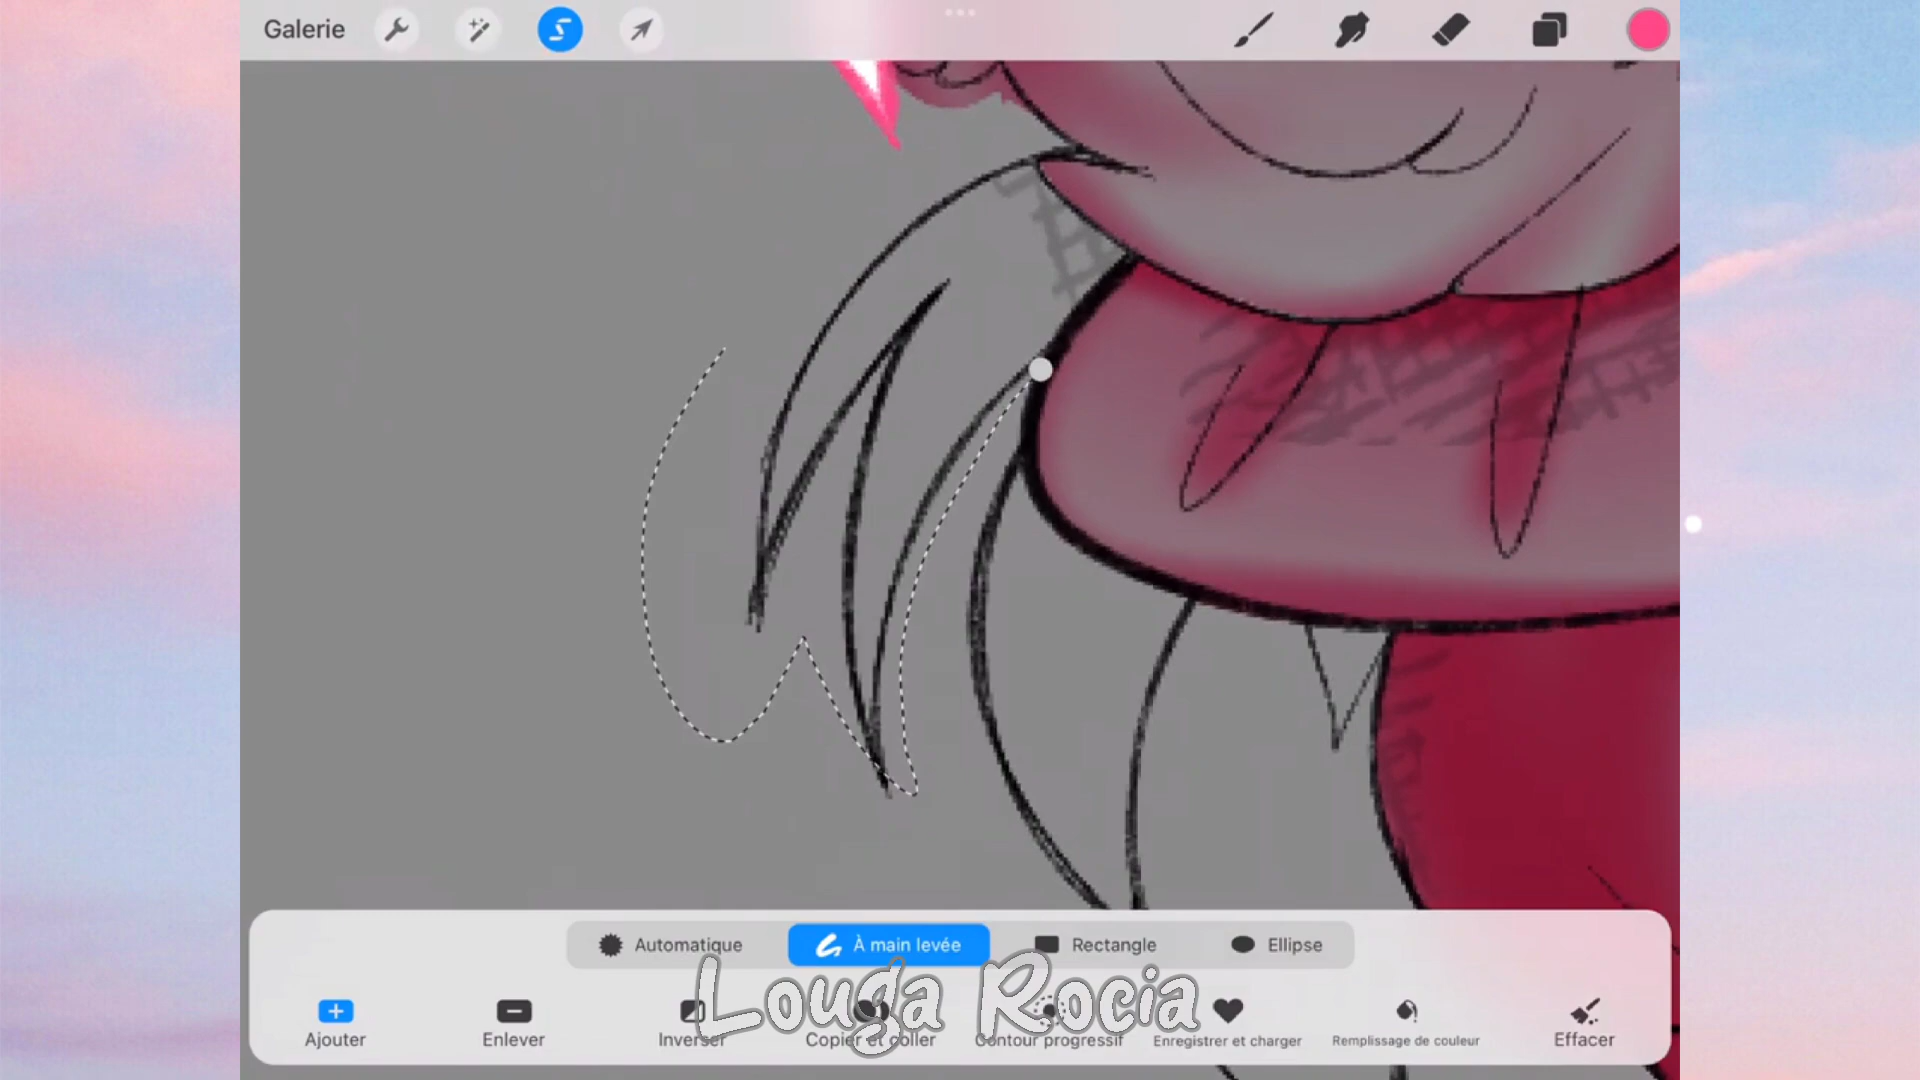 Galerie
Automatique
À main levée
Rectangle
Ellipse
Louga Rocia
Ajouter
Enlever
Inverser
Copier et coller
Contour progressif
Enregistrer et charger
Remplissage de couleur
Effacer